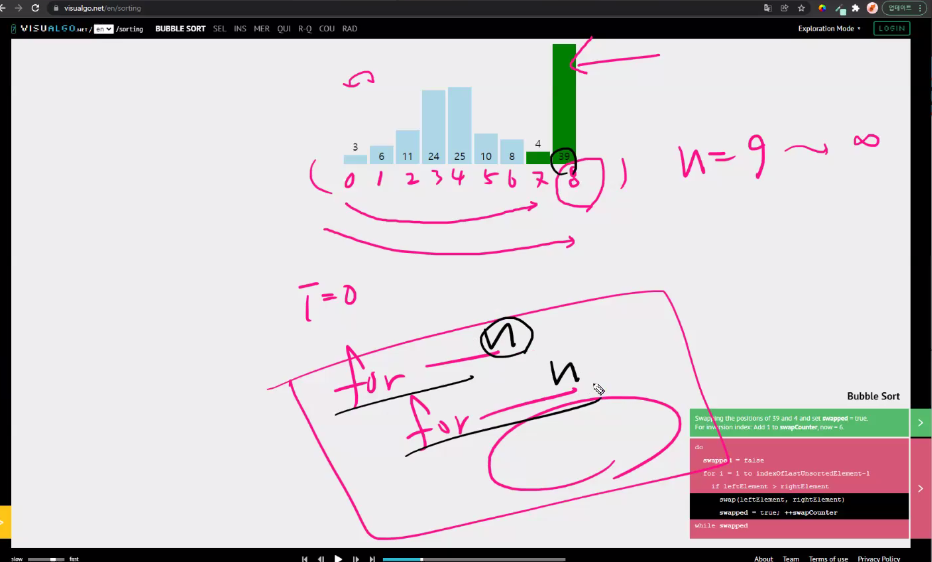 visualgo.net/en/sorting
업데이트
VISUALGO.NET/ en /sorting BUBBLE SORT SEL INS MER QUI R-Q COU RAD Exploration Mode LOGIN
3 6 11 24 25 10 8 4 39
( 0 1 2 3 4 5 6 7 8 )
n = 9 ~ ∞
i = 0
for n
for n
Bubble Sort
Swapping the positions of 39 and 4 and set swapped = true.
For inversion index: Add 1 to swapCounter, now = 6.
do
swapped = false
for i = 1 to indexOfLastUnsortedElement-1
if leftElement > rightElement
swap(leftElement, rightElement)
swapped = true; ++swapCounter
while swapped
slow fast About Team Terms of use Privacy Policy